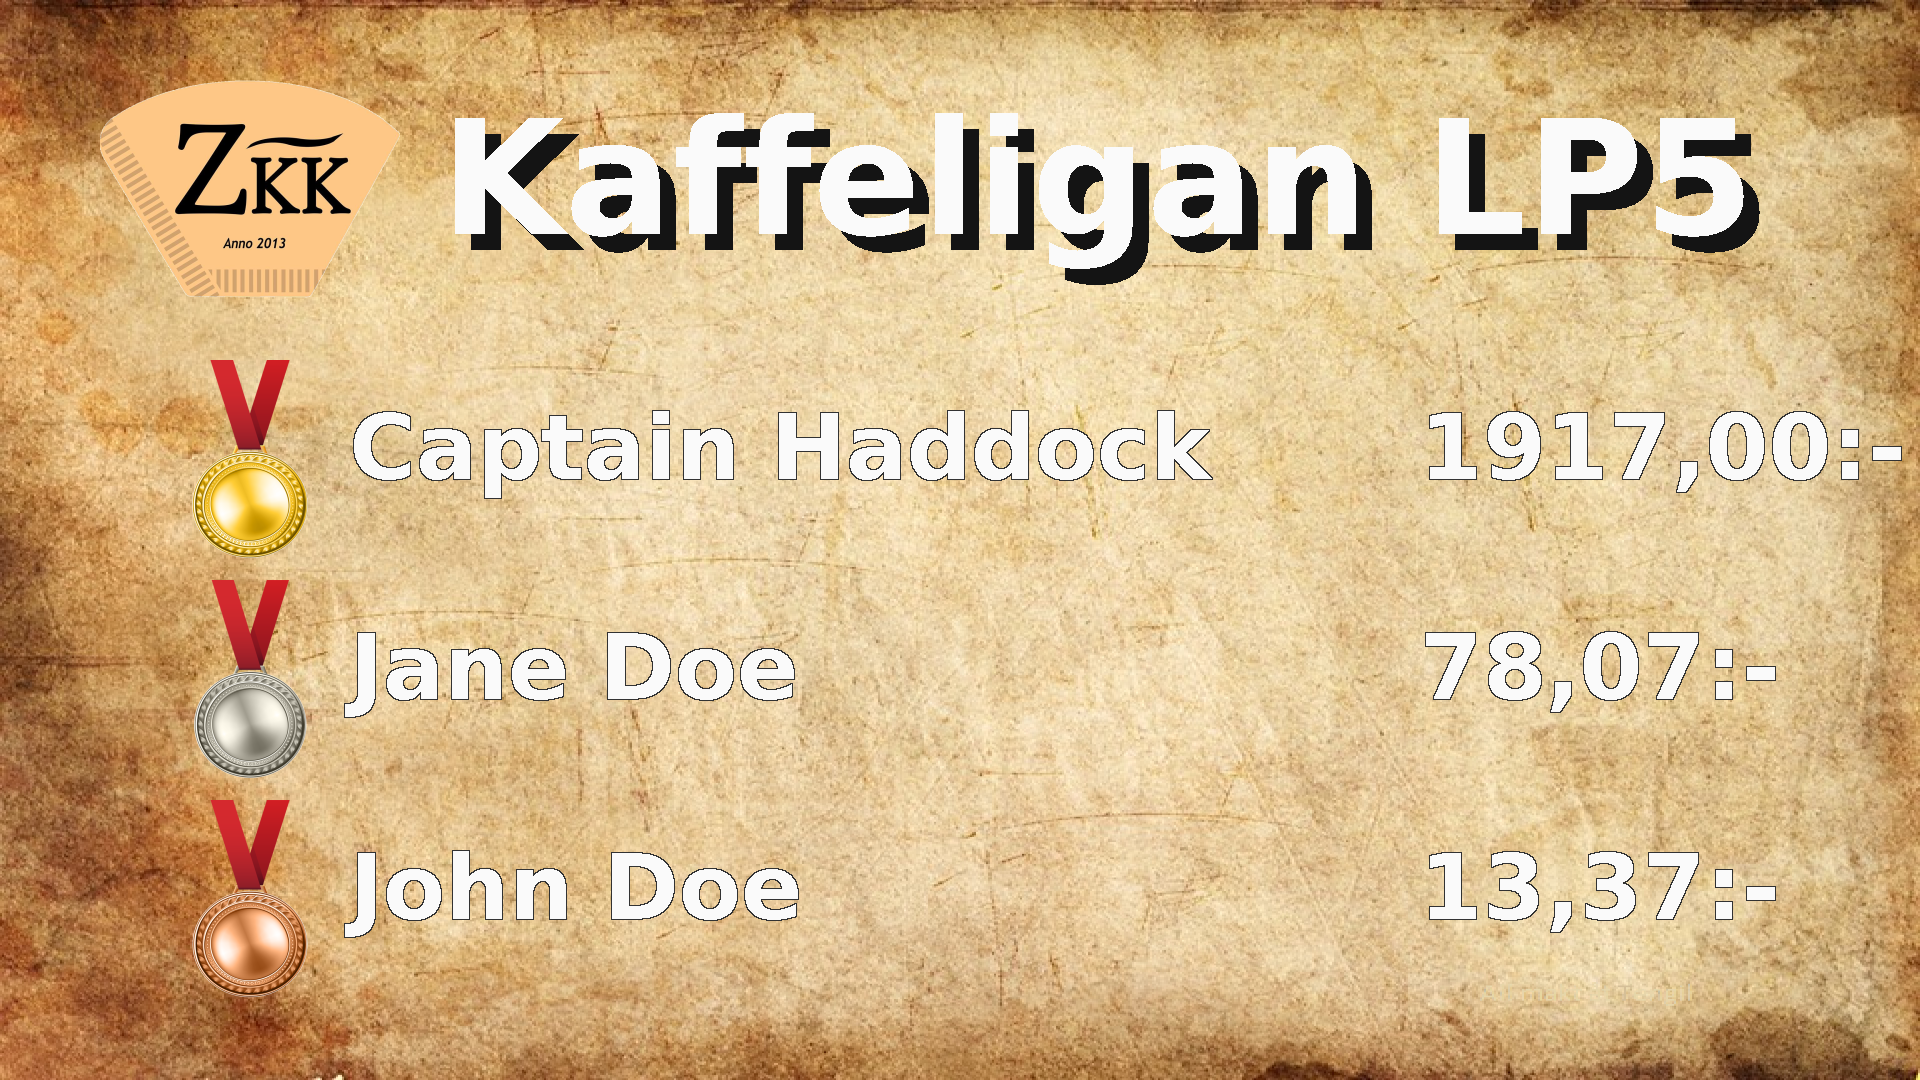 ZKK
Anno 2013
Kaffeligan LP5
Captain Haddock 1917,00:-
Jane Doe 78,07:-
John Doe 13,37:-